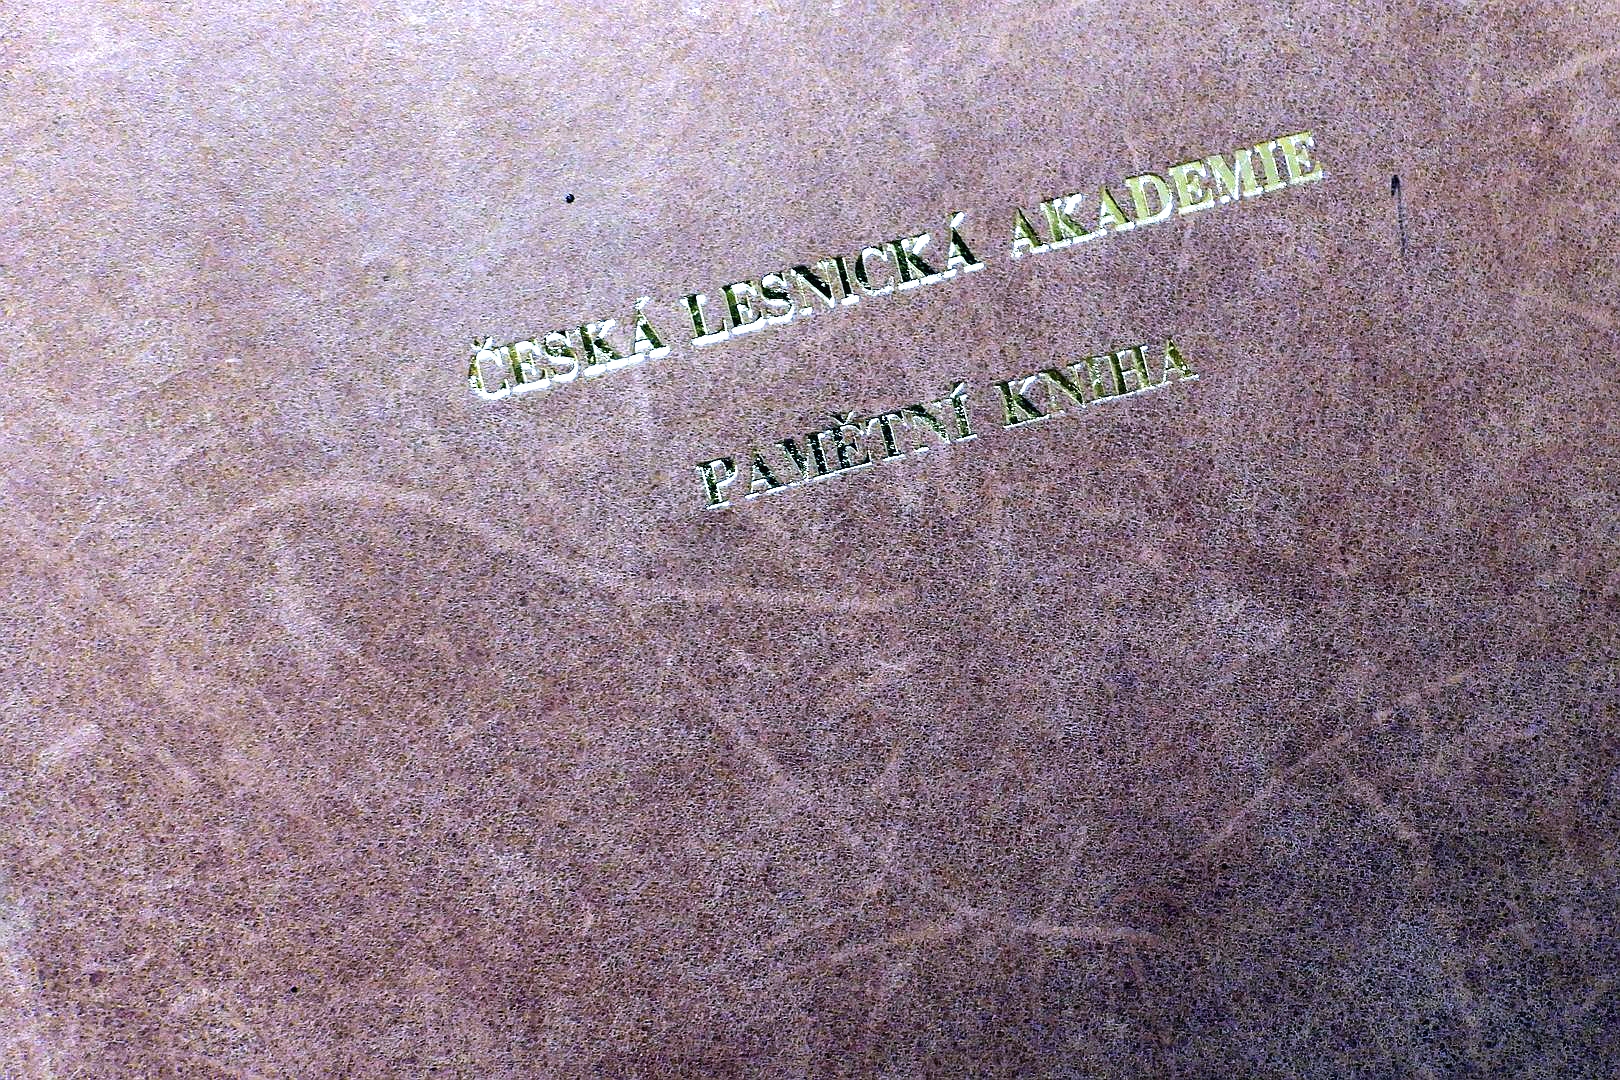 ČESKÁ LESNICKÁ AKADEMIE
PAMĚTNÍ KNIHA